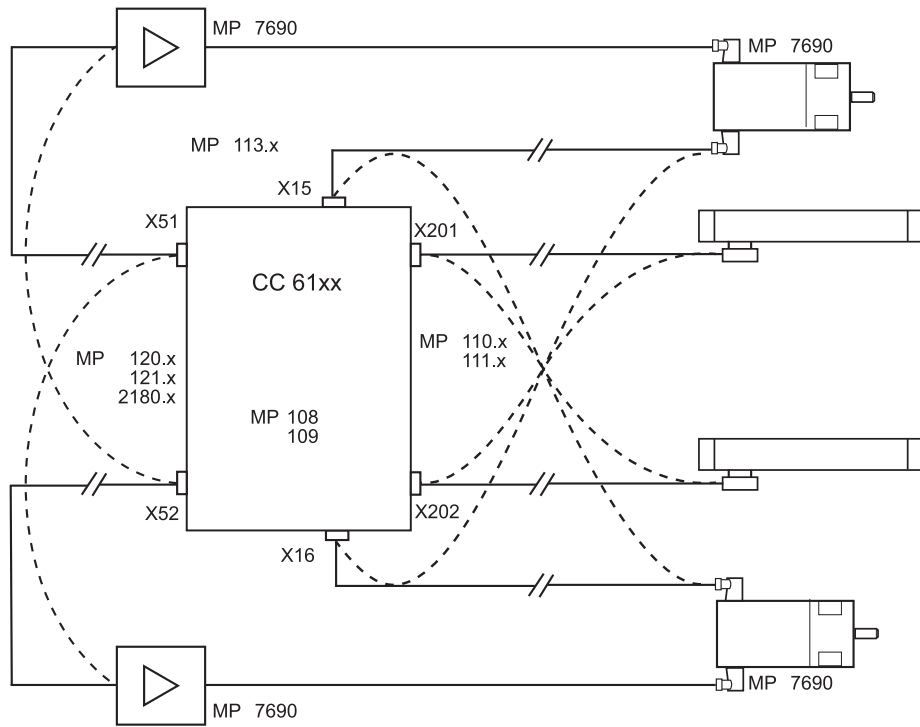 MP 7690
MP 7690
MP 113.x
X15
X51
X201
CC 61xx
MP 110.x
111.x
MP 120.x
121.x
2180.x
MP 108
109
X52
X202
X16
MP 7690
MP 7690